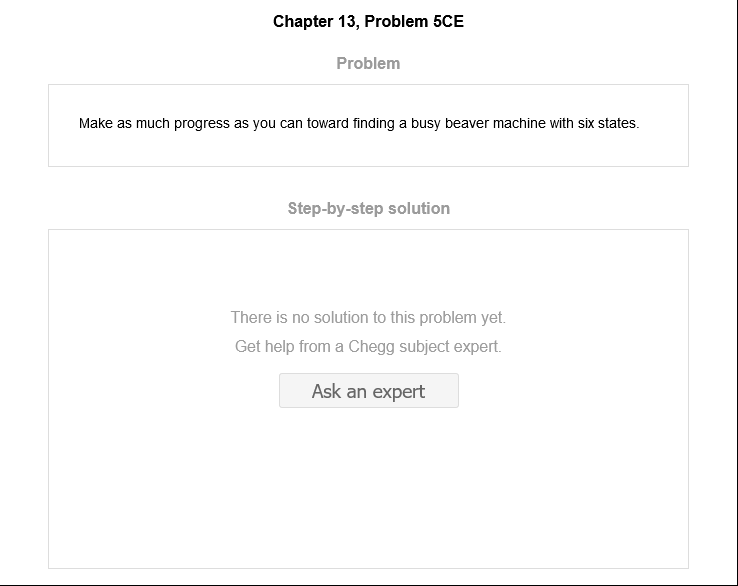 Chapter 13, Problem 5CE
Problem
Make as much progress as you can toward finding a busy beaver machine with six states.
Step-by-step solution
There is no solution to this problem yet.
Get help from a Chegg subject expert.
Ask an expert